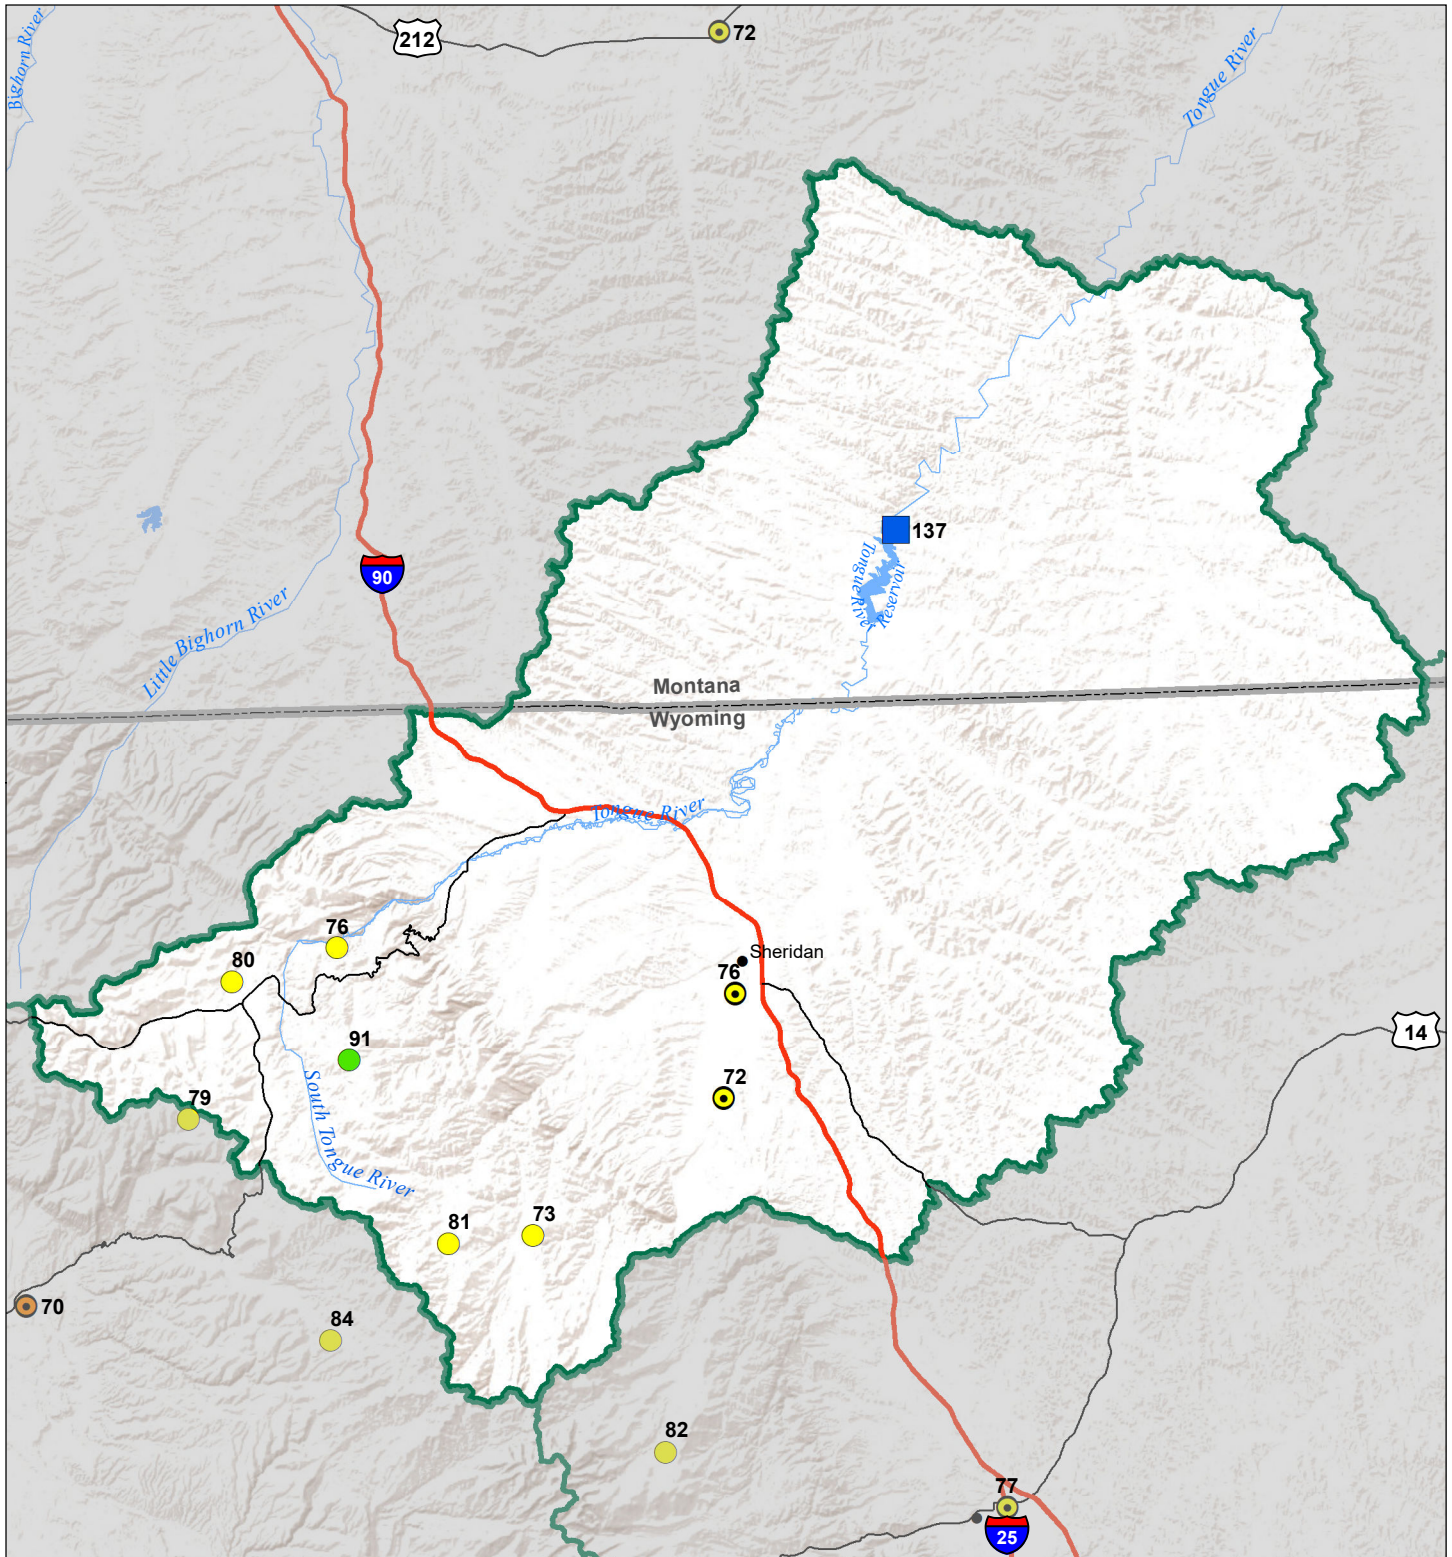 212
72
Bighorn River
Tongue River
137
Tongue River
Reservoir
90
Little Bighorn River
Montana
Wyoming
Tongue River
76
80
Sheridan
76
14
91
72
79
South Tongue River
81
73
70
84
82
77
25